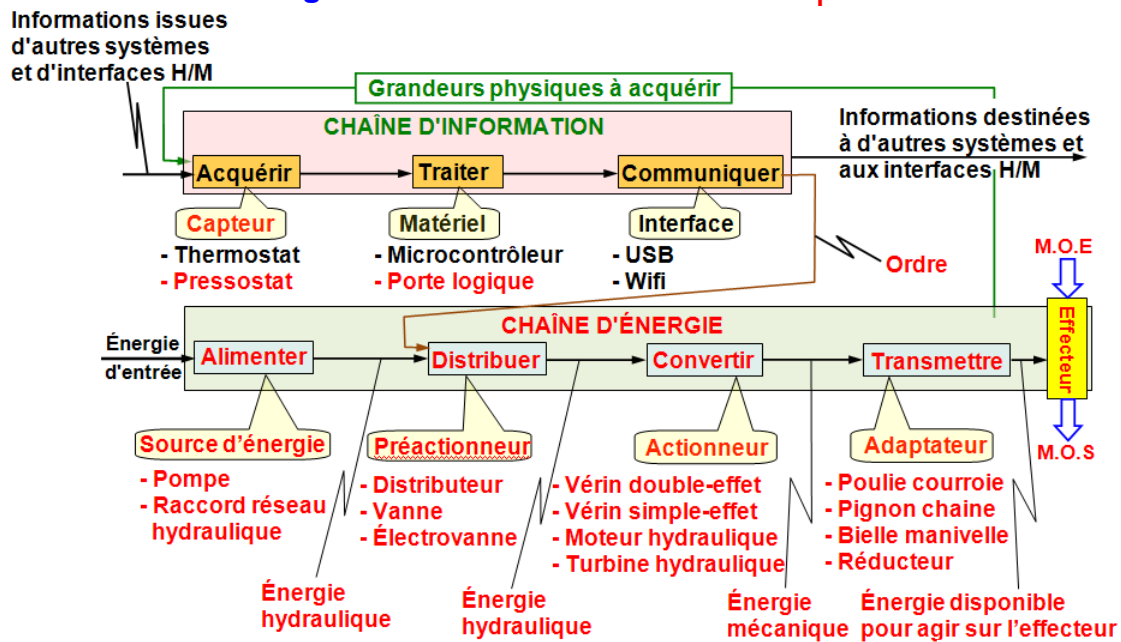 Informations issues
d'autres systèmes
et d'interfaces H/M
Grandeurs physiques à acquérir
CHAÎNE D'INFORMATION
Informations destinées
à d'autres systèmes et
aux interfaces H/M
Acquérir
Traiter
Communiquer
Capteur
Matériel
Interface
- Thermostat
- Pressostat
- Microcontrôleur
- Porte logique
- USB
- Wifi
Ordre
M.O.E
CHAÎNE D'ÉNERGIE
Énergie
d'entrée
Alimenter
Distribuer
Convertir
Transmettre
Effecteur
M.O.S
Source d'énergie
Préactionneur
Actionneur
Adaptateur
- Pompe
- Raccord réseau
hydraulique
- Distributeur
- Vanne
- Électrovanne
- Vérin double-effet
- Vérin simple-effet
- Moteur hydraulique
- Turbine hydraulique
- Poulie courroie
- Pignon chaine
- Bielle manivelle
- Réducteur
Énergie
hydraulique
Énergie
hydraulique
Énergie
mécanique
Énergie disponible
pour agir sur l'effecteur